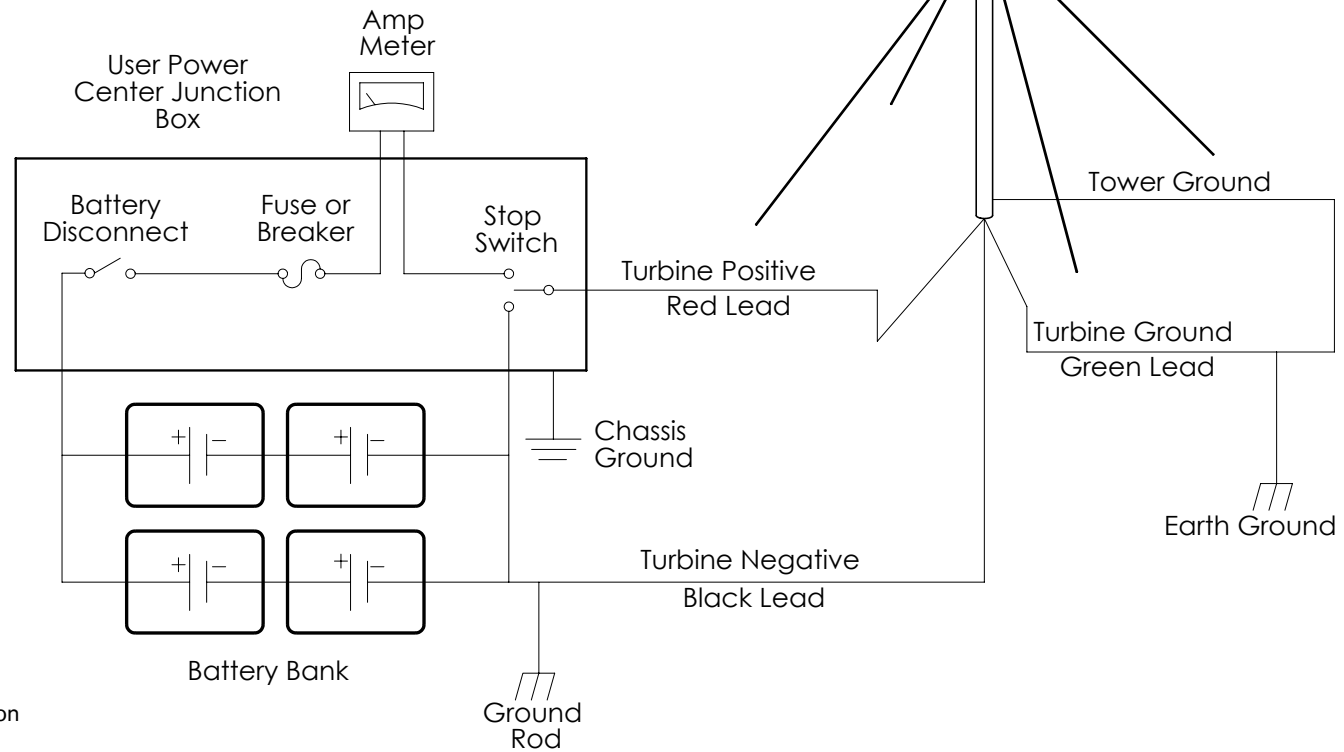 Amp
Meter
User Power
Center Junction
Box
Battery
Disconnect
Fuse or
Breaker
Stop
Switch
Turbine Positive
Red Lead
Tower Ground
Turbine Ground
Green Lead
Chassis
Ground
+ − + −
Earth Ground
+ − + −
Turbine Negative
Black Lead
Battery Bank
Ground
Rod
on